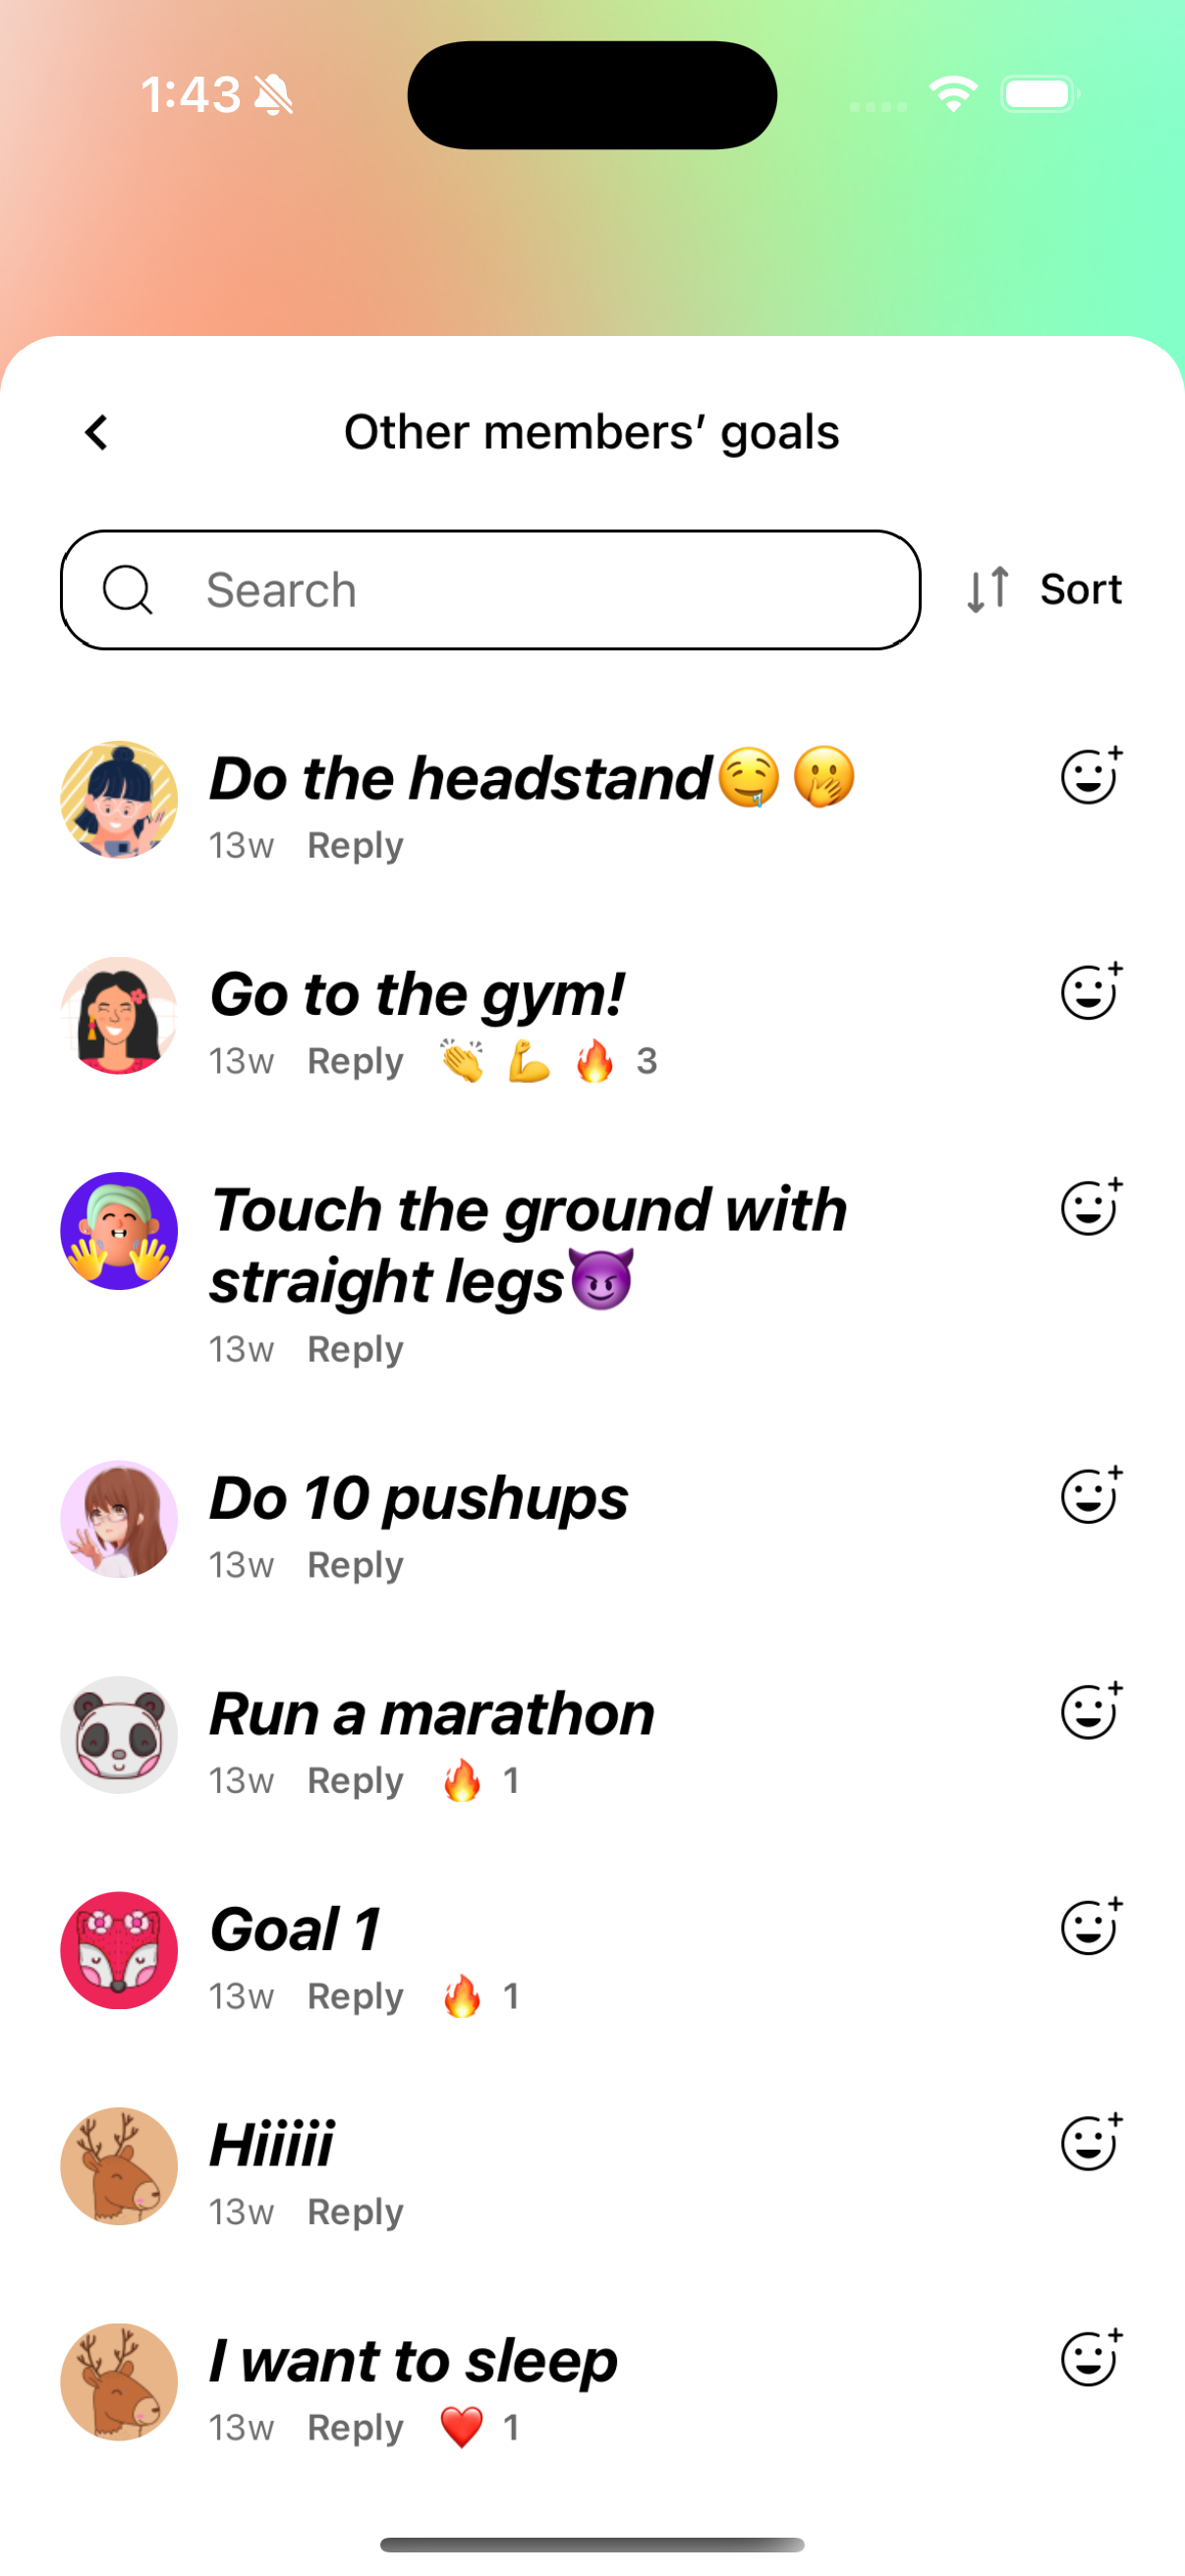 1:43
Other members’ goals
Search
Sort
Do the headstand🤤🫢
13w Reply
Go to the gym!
13w Reply 👏 💪 🔥 3
Touch the ground with
straight legs😈
13w Reply
Do 10 pushups
13w Reply
Run a marathon
13w Reply 🔥 1
Goal 1
13w Reply 🔥 1
Hiiiii
13w Reply
I want to sleep
13w Reply ❤️ 1